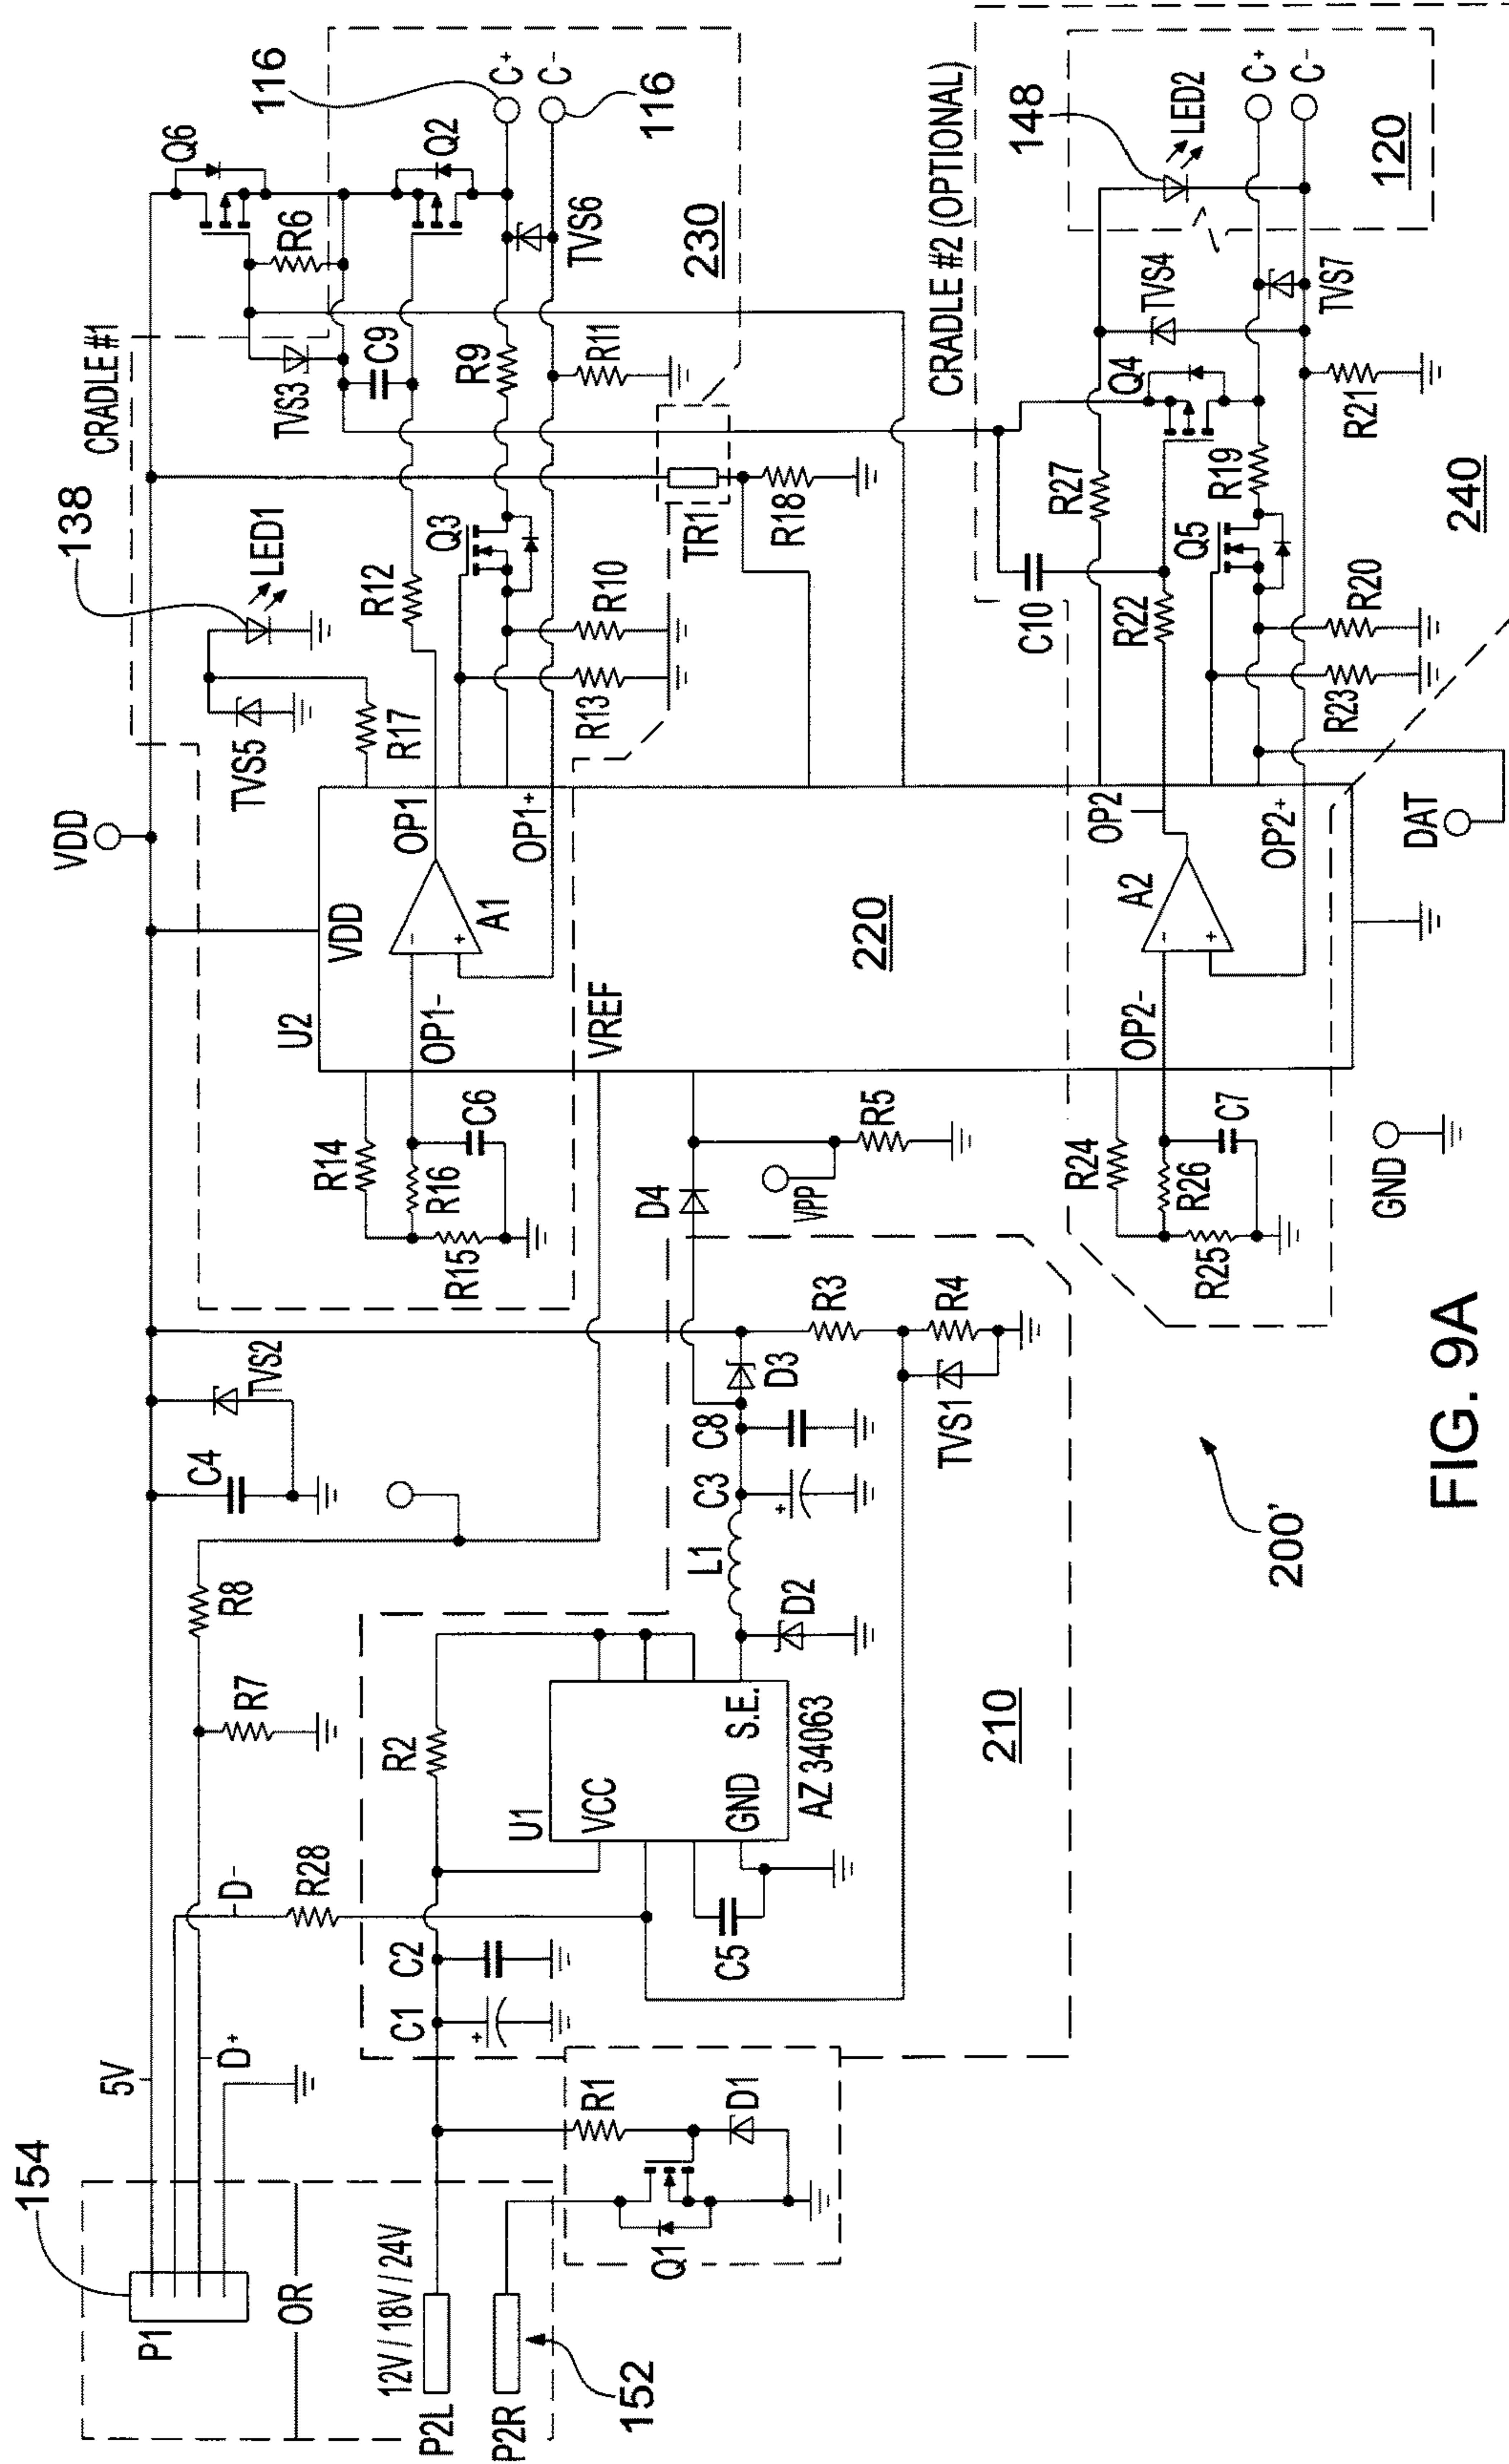 154
P1
OR
12V / 18V / 24V
P2L
P2R
152
5V
D-
D+
R28
R7
R8
C4
TVS2
VDD
C1
C2
R2
U1
VCC
GND
S.E.
AZ 34063
C5
L1
D2
C3
C8
D3
R3
R4
TVS1
D4
VPP
R5
210
R1
D1
Q1
U2
VDD
VREF
220
R14
R16
R15
C6
OP1-
A1
OP1
OP1+
R17
TVS5
LED1
138
CRADLE #1
R12
Q3
R10
R13
TR1
R18
R9
R11
C9
TVS3
R6
Q6
Q2
116
C+
C-
116
TVS6
230
CRADLE #2 (OPTIONAL)
148
LED2
C+
C-
120
TVS4
TVS7
Q4
R27
R19
R21
C10
R22
Q5
R20
R23
240
OP2
OP2+
A2
OP2-
R24
R26
R25
C7
GND
DAT
200'
FIG. 9A